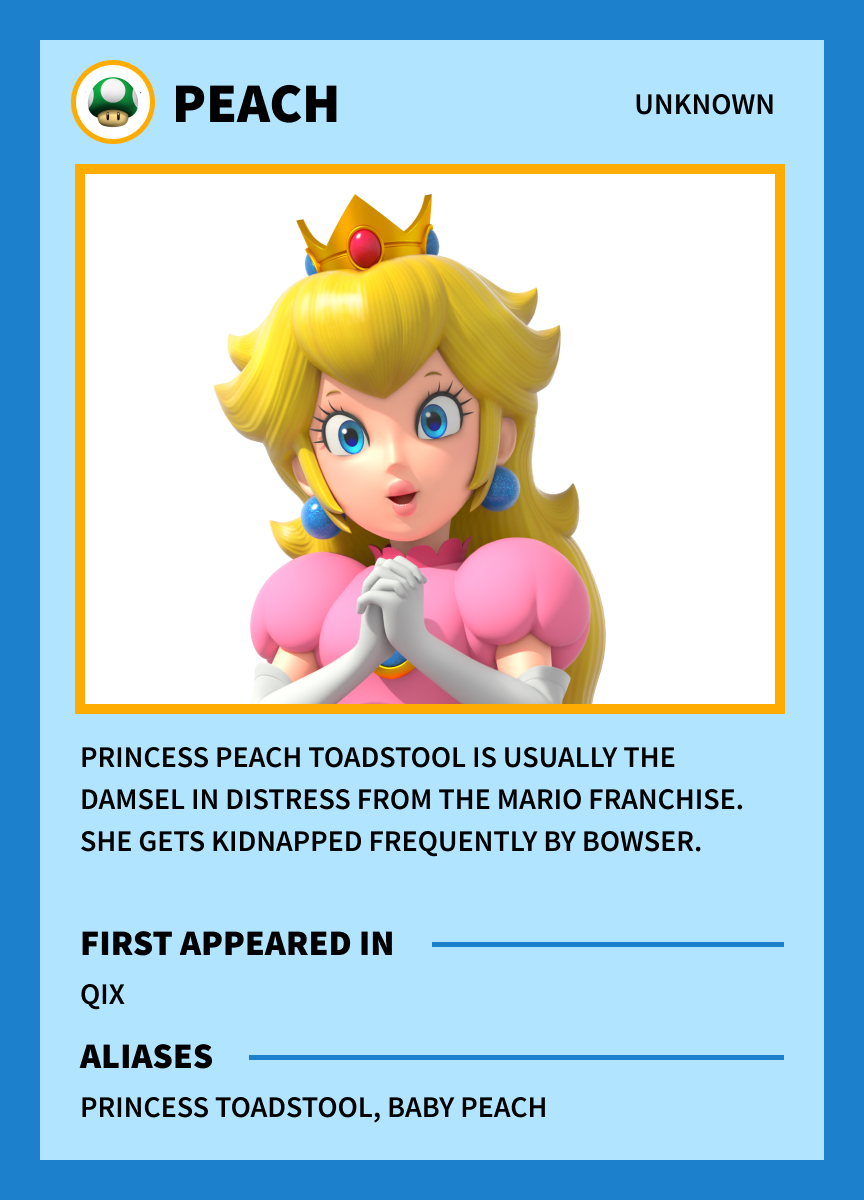 PEACH
UNKNOWN
PRINCESS PEACH TOADSTOOL IS USUALLY THE
DAMSEL IN DISTRESS FROM THE MARIO FRANCHISE.
SHE GETS KIDNAPPED FREQUENTLY BY BOWSER.
FIRST APPEARED IN
QIX
ALIASES
PRINCESS TOADSTOOL, BABY PEACH